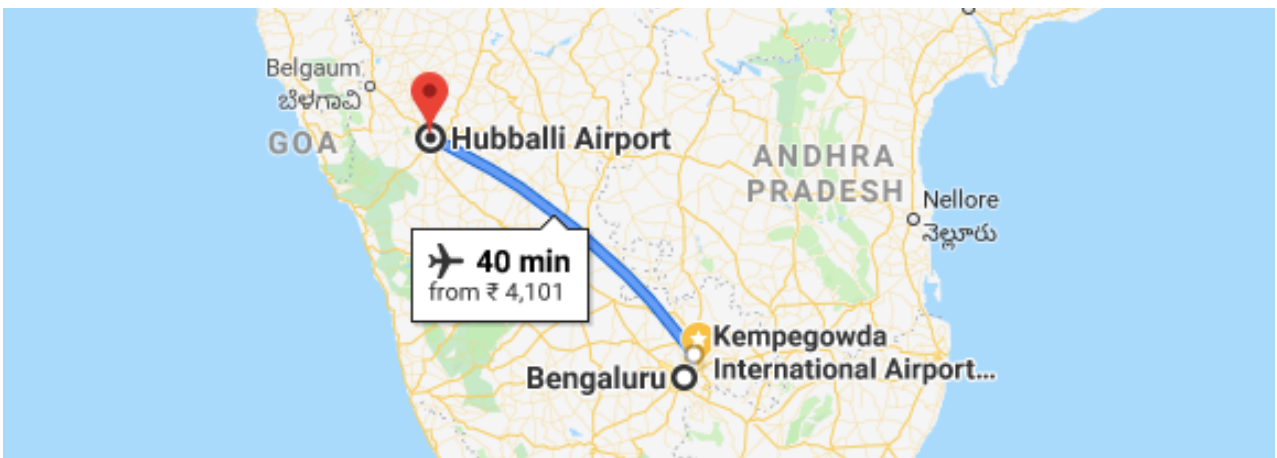 Belgaum
ಬೆಳಗಾವಿ
GOA
Hubballi Airport
ANDHRA
PRADESH
Nellore
ನೆಲ್ಲೂರು
40 min
from ₹ 4,101
Kempegowda
International Airport...
Bengaluru